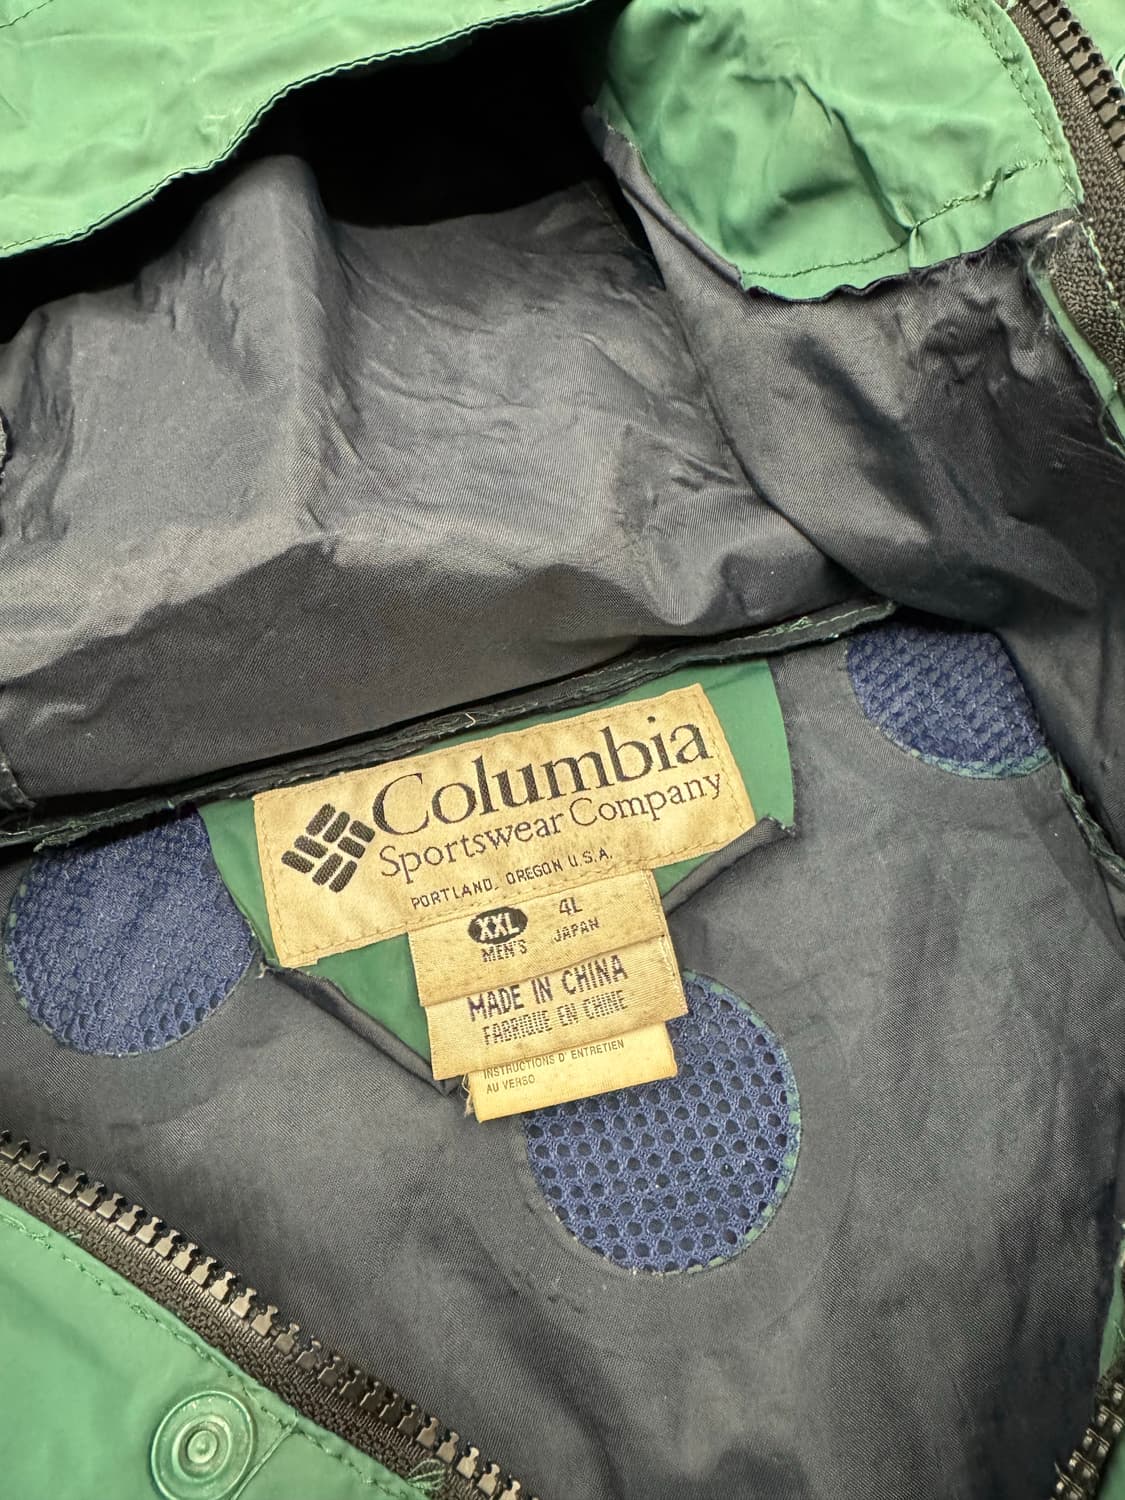 Columbia
Sportswear Company
PORTLAND, OREGON U.S.A.
XXL 4L
MEN'S JAPAN
MADE IN CHINA
FABRIQUE EN CHINE
INSTRUCTIONS D' ENTRETIEN
AU VERSO